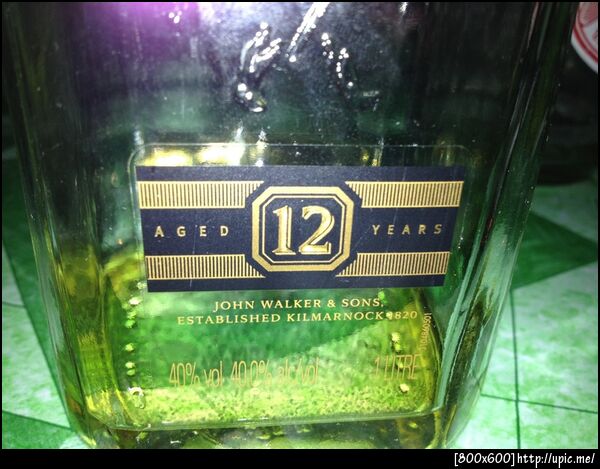 AGED 12 YEARS
JOHN WALKER & SONS,
ESTABLISHED KILMARNOCK 1820
40% vol 40.0% alc/vol 1 LITRE
[800x600]http://upic.me/